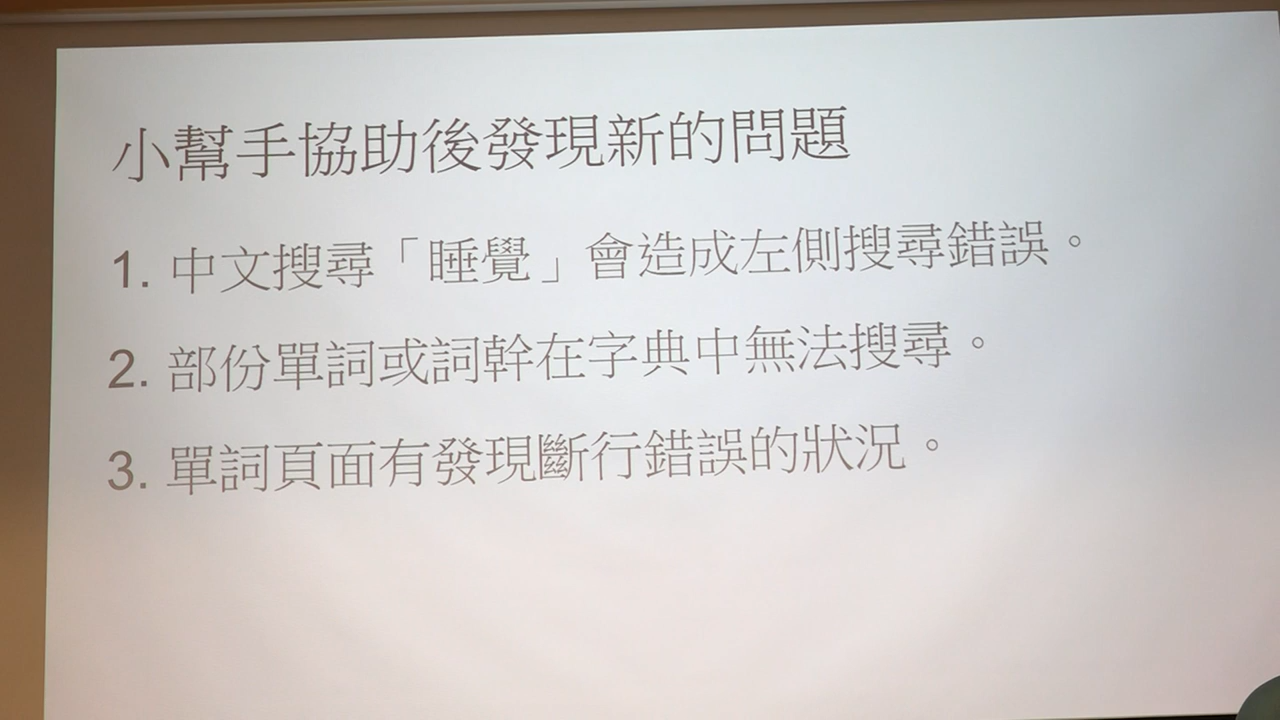 小幫手協助後發現新的問題
1. 中文搜尋「睡覺」會造成左側搜尋錯誤。
2. 部份單詞或詞幹在字典中無法搜尋。
3. 單詞頁面有發現斷行錯誤的狀況。